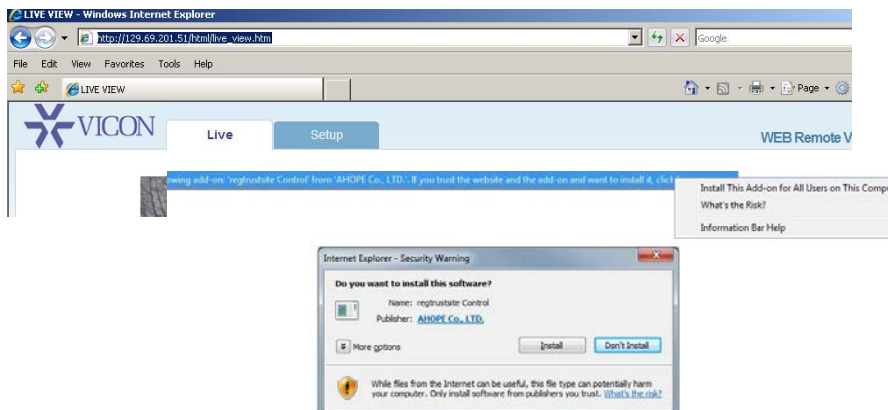 LIVE VIEW - Windows Internet Explorer
http://129.69.201.51/html/live_view.htm
Google
File Edit View Favorites Tools Help
LIVE VIEW
Page
VICON
Live
Setup
WEB Remote V
owing add-on: 'regtrustsite Control' from 'AHOPE Co., LTD.'. If you trust the website and the add-on and want to install it, click
Install This Add-on for All Users on This Compu
What's the Risk?
Information Bar Help
Internet Explorer - Security Warning
Do you want to install this software?
Name: regtrustsite Control
Publisher: AHOPE Co., LTD.
More options
Install
Don't Install
While files from the Internet can be useful, this file type can potentially harm
your computer. Only install software from publishers you trust. What's the risk?